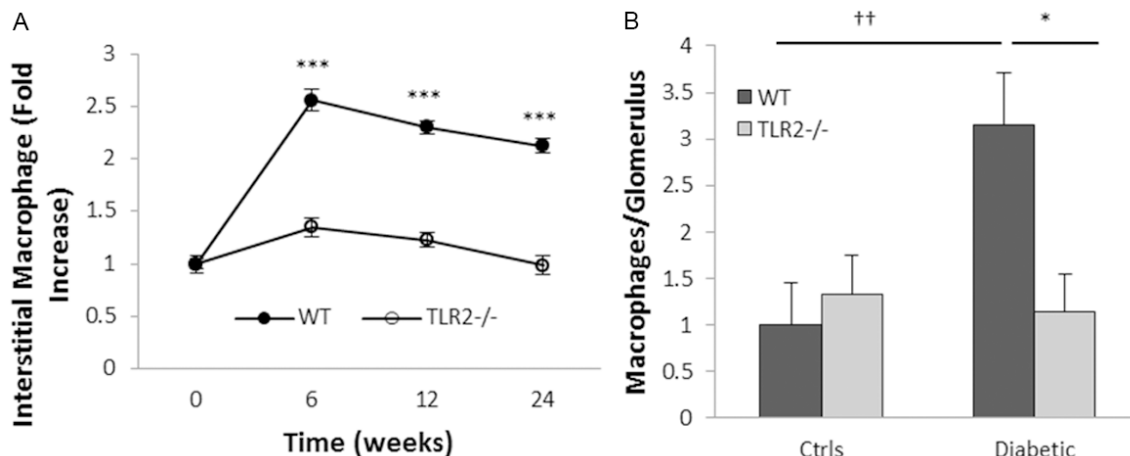 A
Interstitial Macrophage (Fold
Increase)
3
2.5
2
1.5
1
0.5
0
***
***
***
WT
TLR2-/-
0
6
12
24
Time (weeks)
B
Macrophages/Glomerulus
4
3.5
3
2.5
2
1.5
1
0.5
0
††
*
WT
TLR2-/-
Ctrls
Diabetic